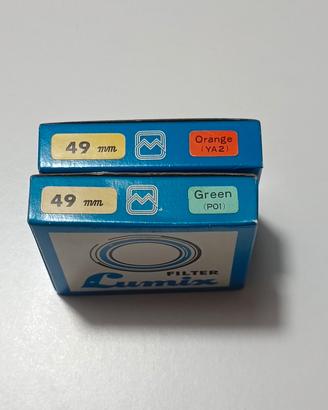 49 mm
Orange
(YA2)
49 mm
Green
(PO1)
FILTER
Lumix